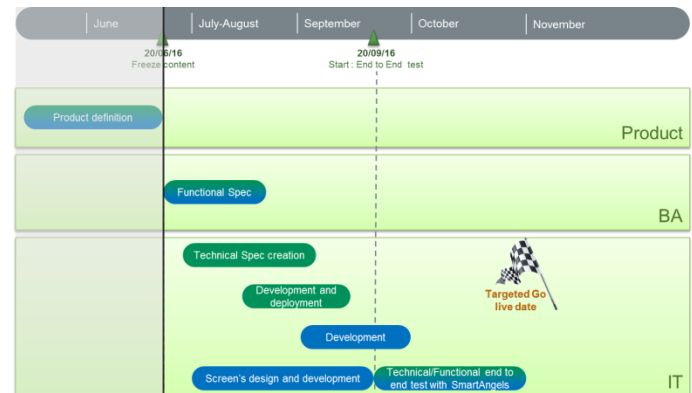 June
July-August
September
October
November
20/06/16
Freeze content
20/09/16
Start : End to End test
Product definition
Product
Functional Spec
BA
Technical Spec creation
Development and
deployment
Targeted Go
live date
Development
Screen's design and development
Technical/Functional end to
end test with SmartAngels
IT